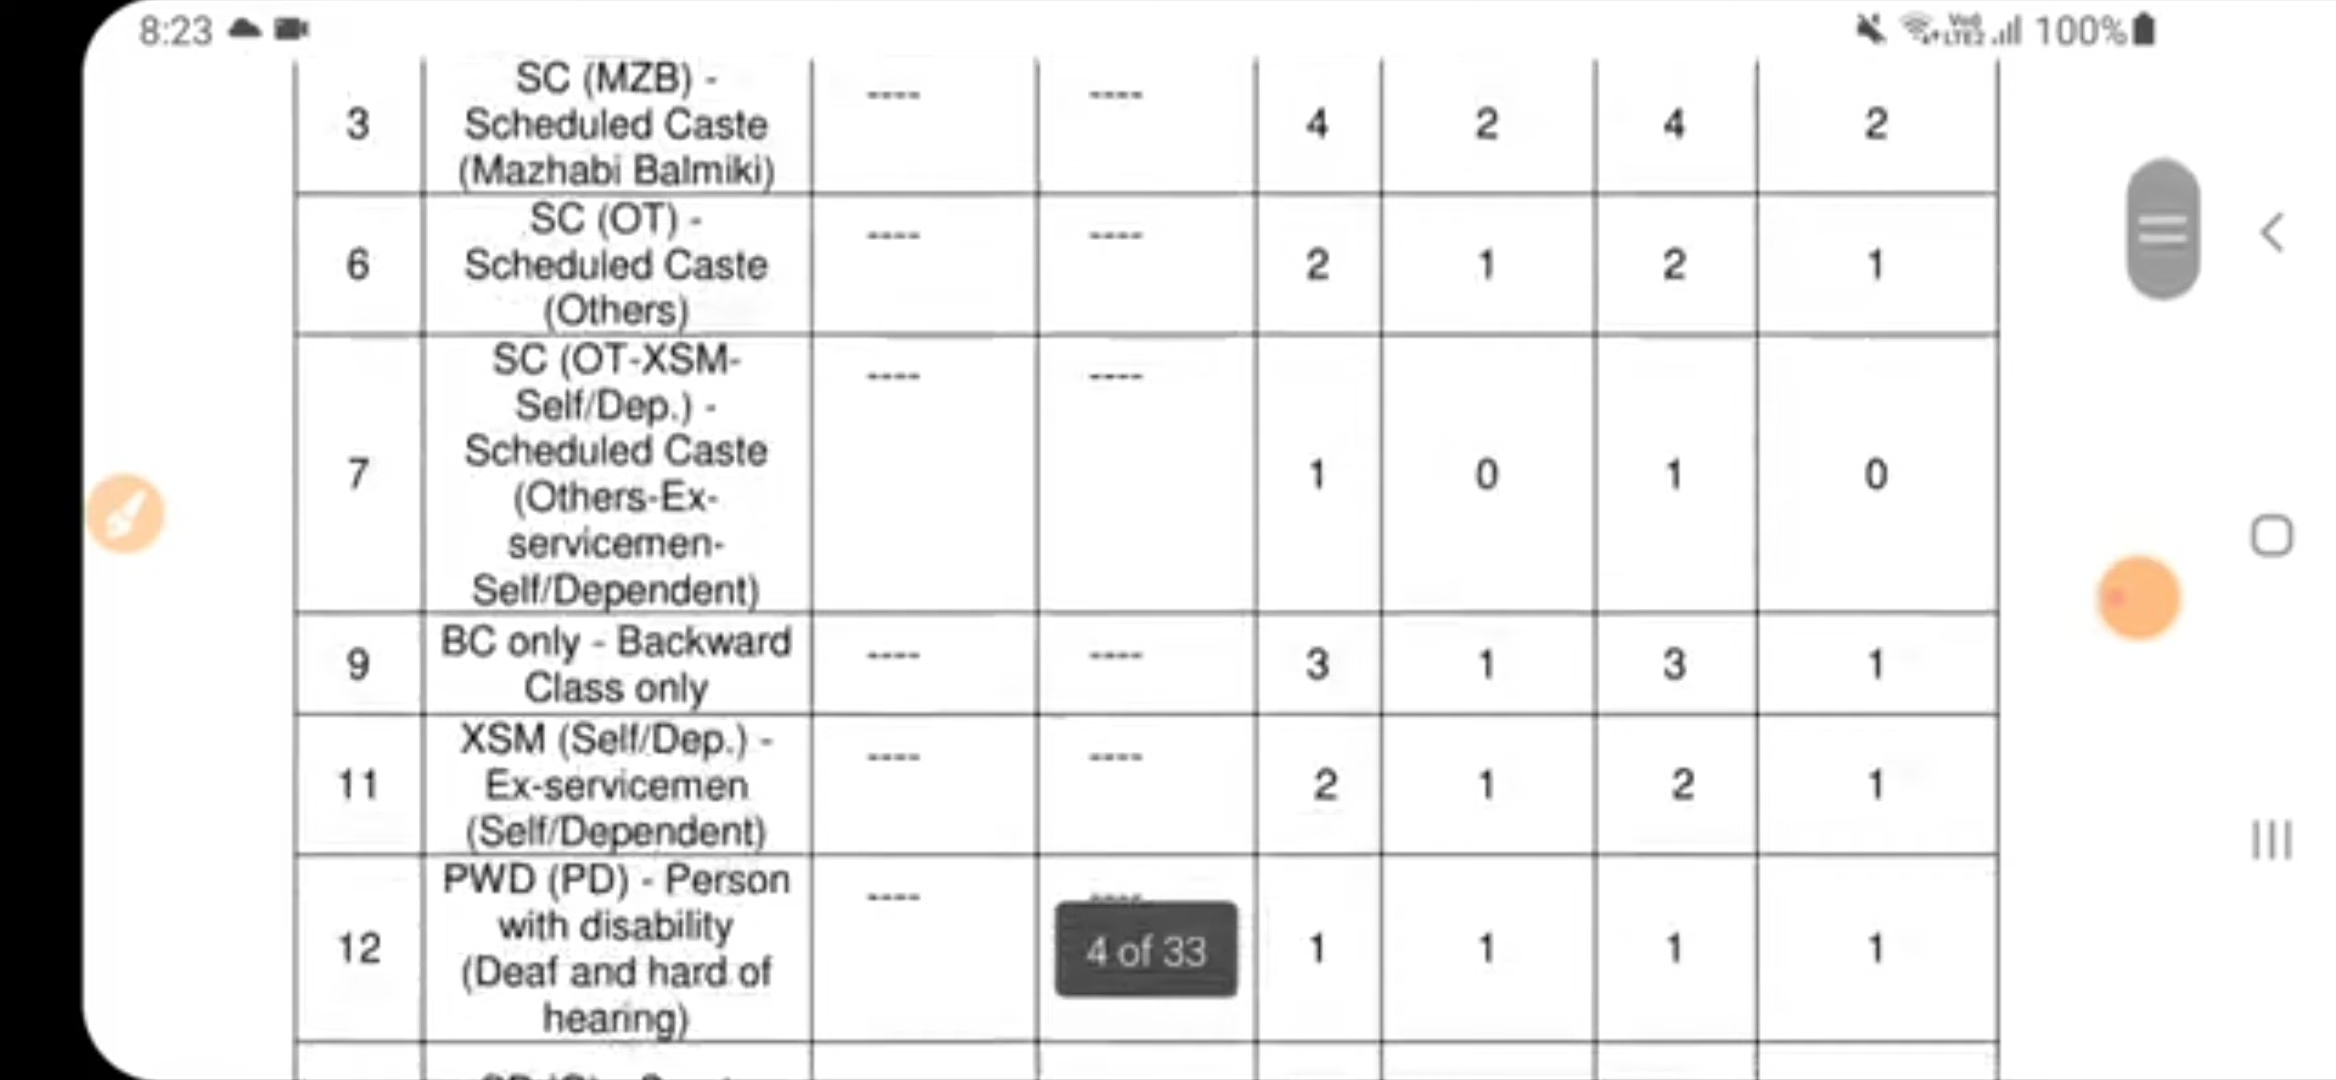 8:23 100%
3 SC (MZB) - Scheduled Caste (Mazhabi Balmiki) ---- ---- 4 2 4 2
6 SC (OT) - Scheduled Caste (Others) ---- ---- 2 1 2 1
7 SC (OT-XSM-Self/Dep.) - Scheduled Caste (Others-Ex-servicemen-Self/Dependent) ---- ---- 1 0 1 0
9 BC only - Backward Class only ---- ---- 3 1 3 1
11 XSM (Self/Dep.) - Ex-servicemen (Self/Dependent) ---- ---- 2 1 2 1
12 PWD (PD) - Person with disability (Deaf and hard of hearing) ---- ---- 1 1 1 1
4 of 33